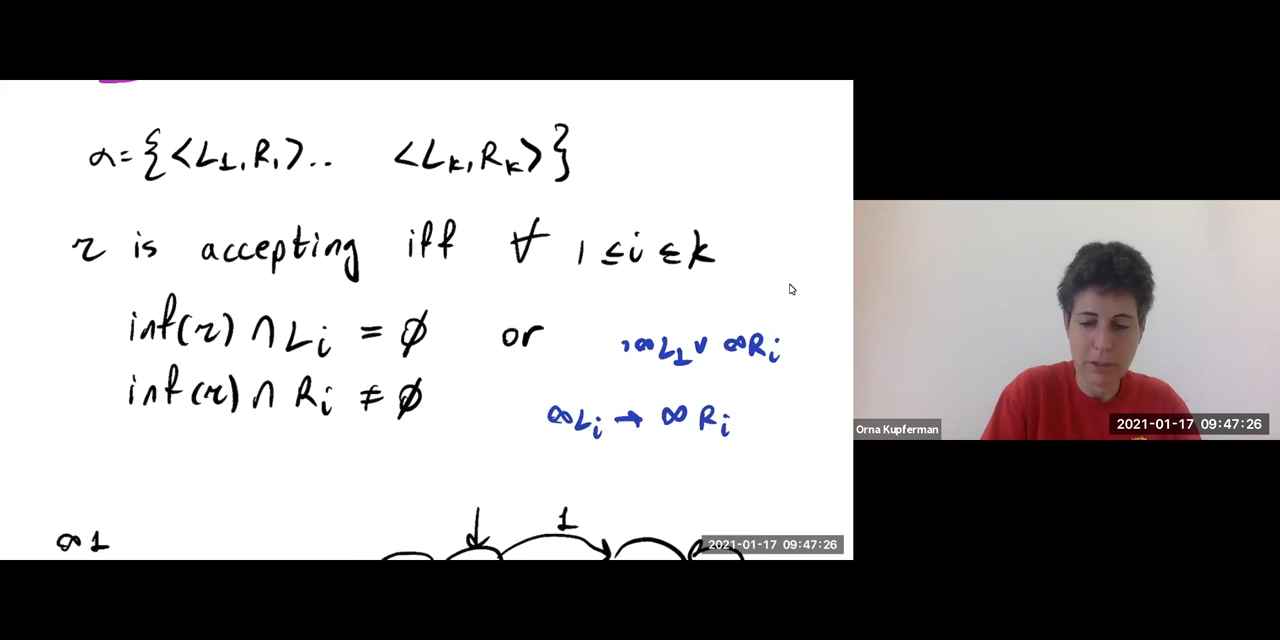 α = {<L1, R1> .. <Lk, Rk>}
r is accepting iff ∀ 1 ≤ i ≤ k
inf(r) ∩ Li = ∅ or
inf(r) ∩ Ri ≠ ∅
¬∞L1 ∨ ∞Ri
∞Li → ∞Ri
∞1
1
2021-01-17 09:47:26
Orna Kupferman
2021-01-17 09:47:26